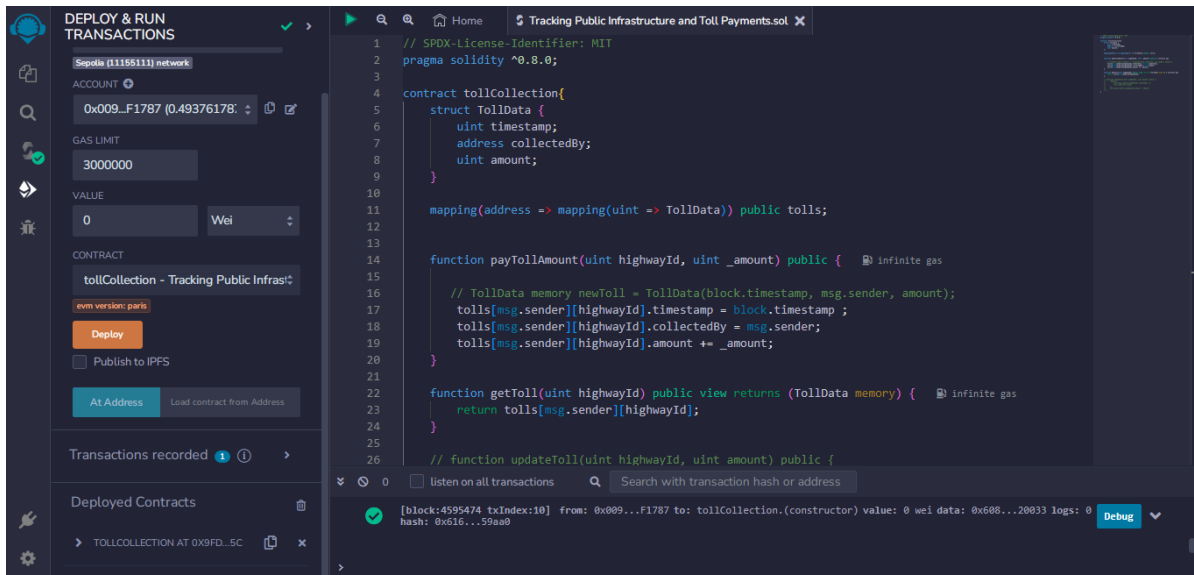 DEPLOY & RUN
TRANSACTIONS
Sepolia (11155111) network
ACCOUNT
0x009...F1787 (0.49376178
GAS LIMIT
3000000
VALUE
0
Wei
CONTRACT
tollCollection - Tracking Public Infrast
evm version: paris
Deploy
Publish to IPFS
At Address
Load contract from Address
Transactions recorded 1 i
Deployed Contracts
TOLLCOLLECTION AT 0X9FD...5C
Home
Tracking Public Infrastructure and Toll Payments.sol
1 // SPDX-License-Identifier: MIT
2 pragma solidity ^0.8.0;
3
4 contract tollCollection{
5 struct TollData {
6 uint timestamp;
7 address collectedBy;
8 uint amount;
9 }
10
11 mapping(address => mapping(uint => TollData)) public tolls;
12
13
14 function payTollAmount(uint highwayId, uint _amount) public { infinite gas
15
16 // TollData memory newToll = TollData(block.timestamp, msg.sender, amount);
17 tolls[msg.sender][highwayId].timestamp = block.timestamp ;
18 tolls[msg.sender][highwayId].collectedBy = msg.sender;
19 tolls[msg.sender][highwayId].amount += _amount;
20 }
21
22 function getToll(uint highwayId) public view returns (TollData memory) { infinite gas
23 return tolls[msg.sender][highwayId];
24 }
25
26 // function updateToll(uint highwayId, uint amount) public {
0
listen on all transactions
Search with transaction hash or address
[block:4595474 txIndex:10] from: 0x009...F1787 to: tollCollection.(constructor) value: 0 wei data: 0x608...20033 logs: 0
hash: 0x616...59aa0
Debug